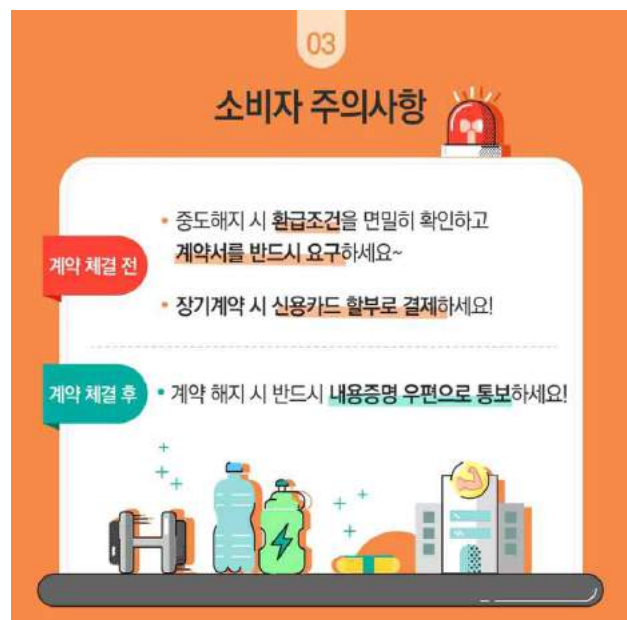 03
소비자 주의사항
계약 체결 전
• 중도해지 시 환급조건을 면밀히 확인하고
계약서를 반드시 요구하세요~
• 장기계약 시 신용카드 할부로 결제하세요!
계약 체결 후
• 계약 해지 시 반드시 내용증명 우편으로 통보하세요!